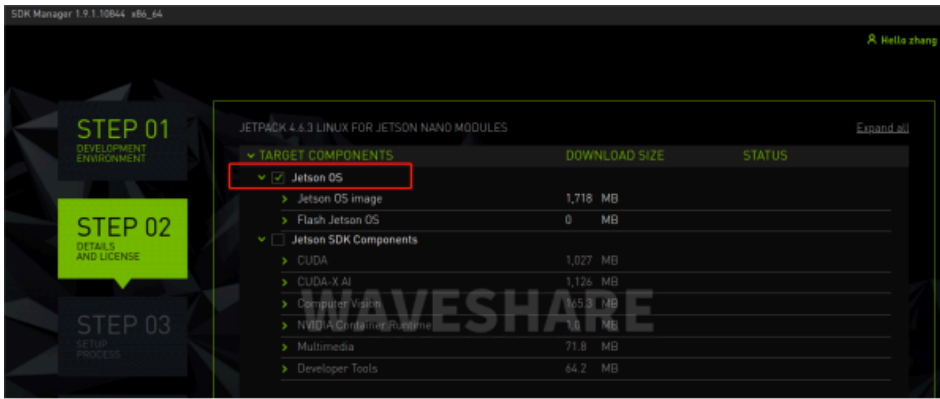 SDK Manager 1.9.1.10844 x86_64
Hello zhang
STEP 01
DEVELOPMENT
ENVIRONMENT
STEP 02
DETAILS
AND LICENSE
STEP 03
SETUP
PROCESS
JETPACK 4.6.3 LINUX FOR JETSON NANO MODULES Expand all
TARGET COMPONENTS DOWNLOAD SIZE STATUS
Jetson OS
Jetson OS image 1,718 MB
Flash Jetson OS 0 MB
Jetson SDK Components
CUDA 1,027 MB
CUDA-X AI 1,126 MB
Computer Vision 165.3 MB
NVIDIA Container Runtime 1.0 MB
Multimedia 71.8 MB
Developer Tools 64.2 MB
WAVESHARE